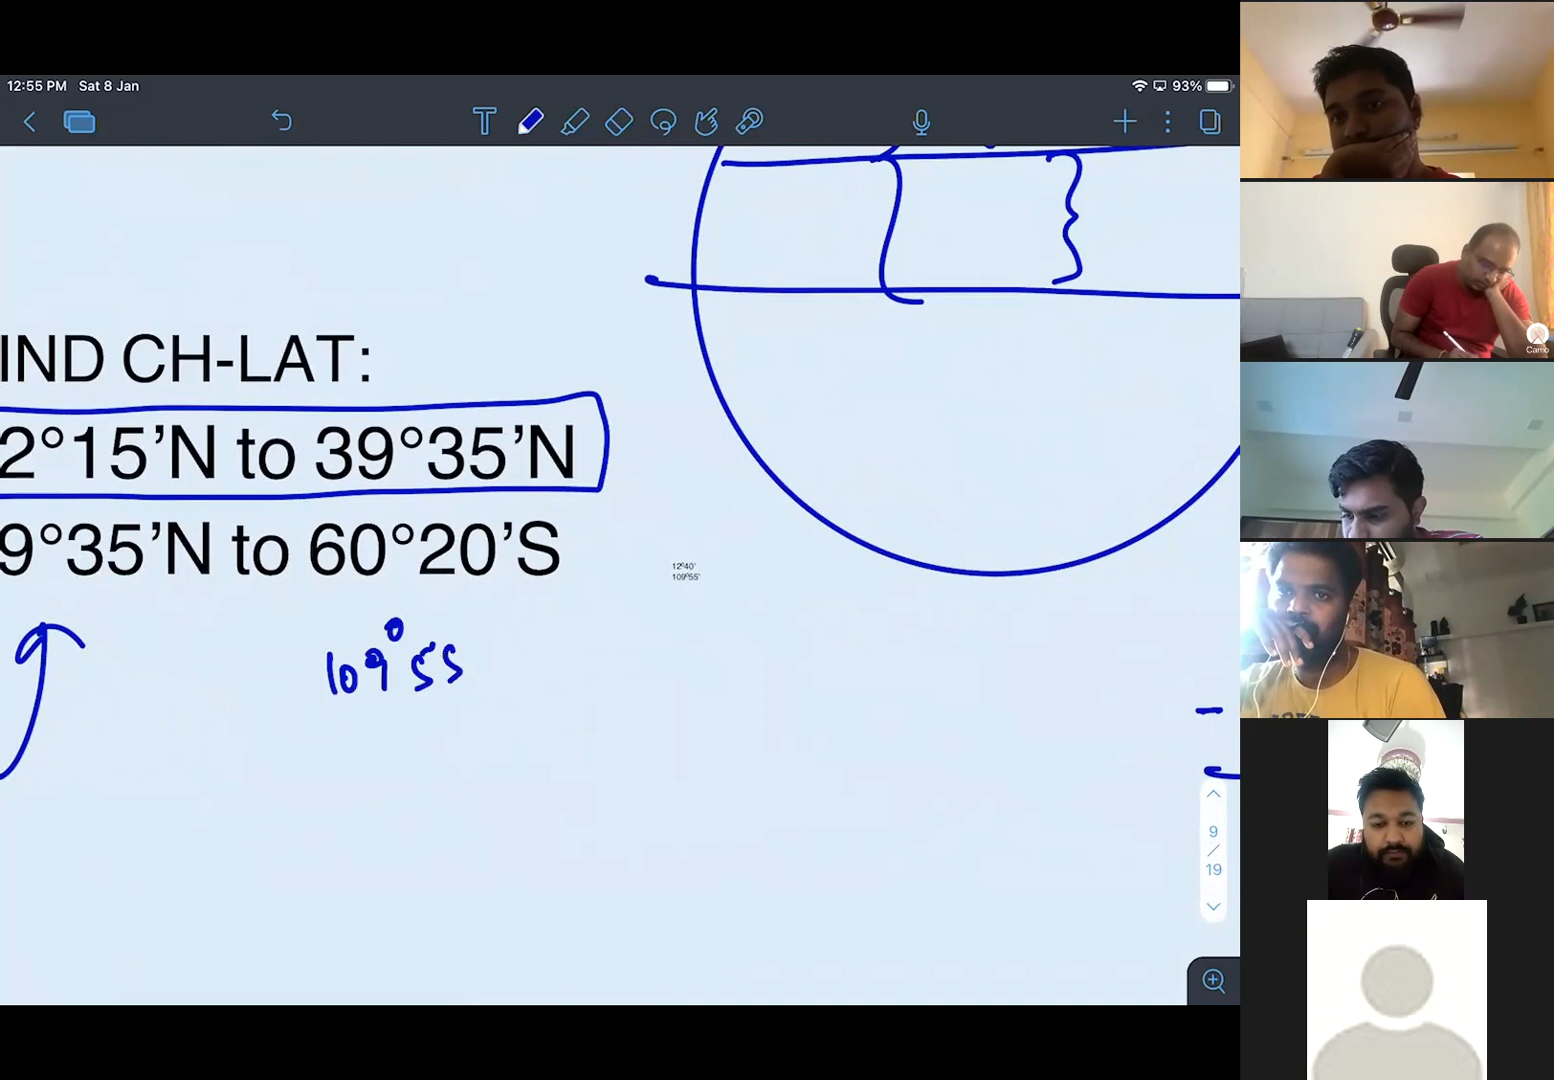 12:55 PM Sat 8 Jan
93%
IND CH-LAT:
2°15’N to 39°35’N
9°35’N to 60°20’S
12°40'
109°55'
109° 55
9
19
Camo